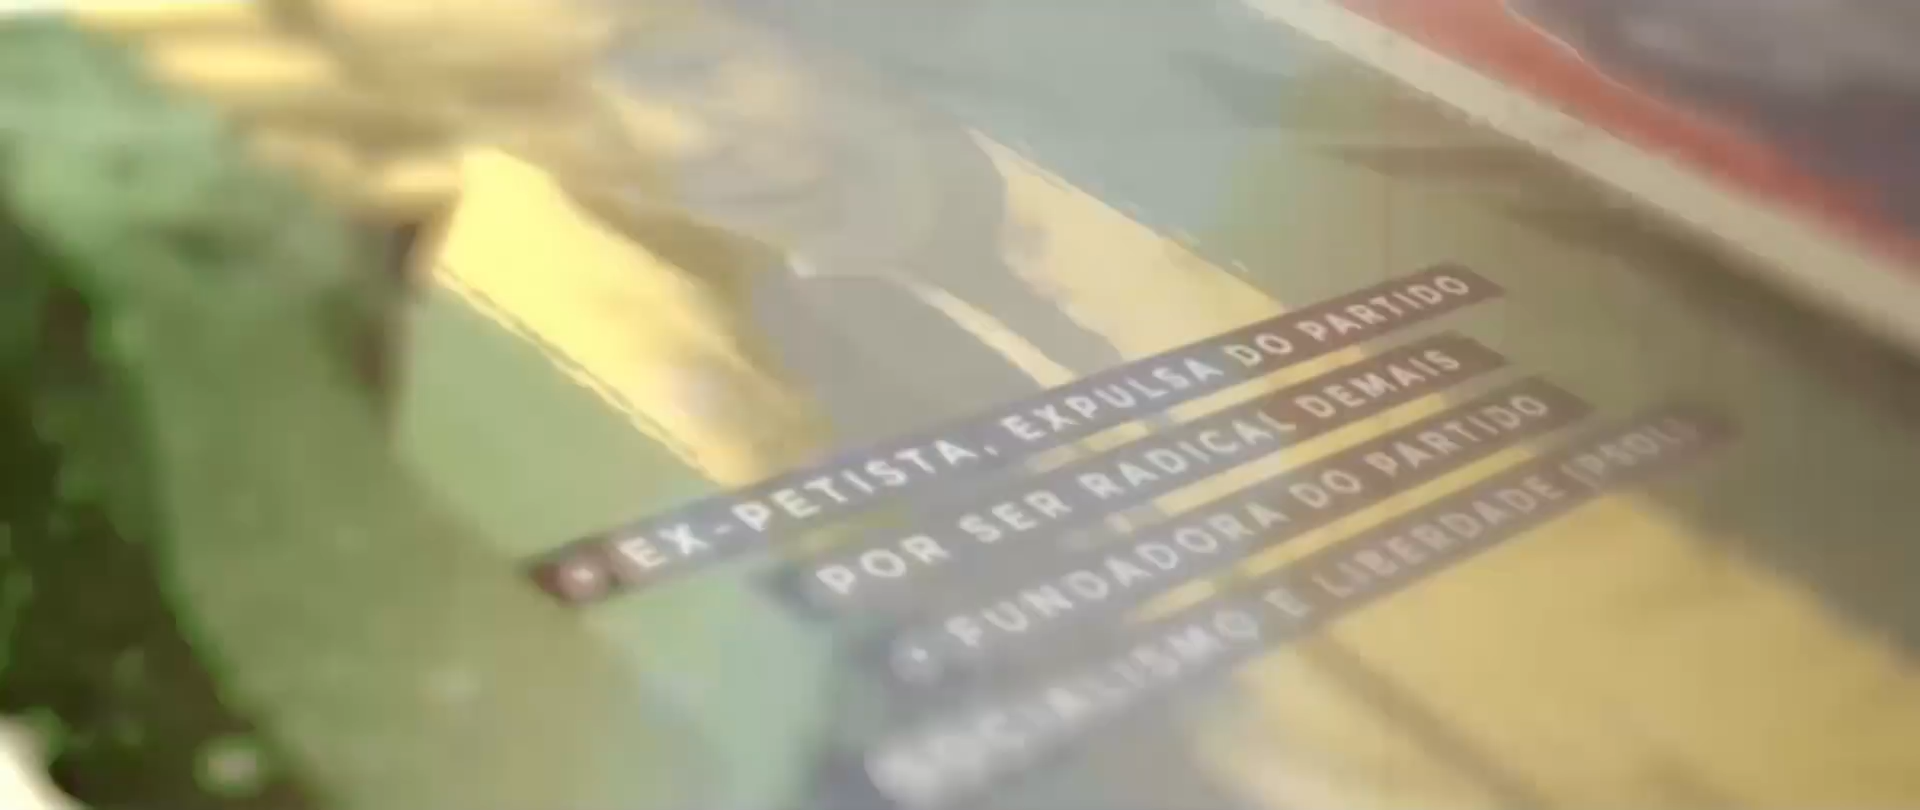 • EX-PETISTA, EXPULSA DO PARTIDO
POR SER RADICAL DEMAIS
• FUNDADORA DO PARTIDO
SOCIALISMO E LIBERDADE (PSOL)